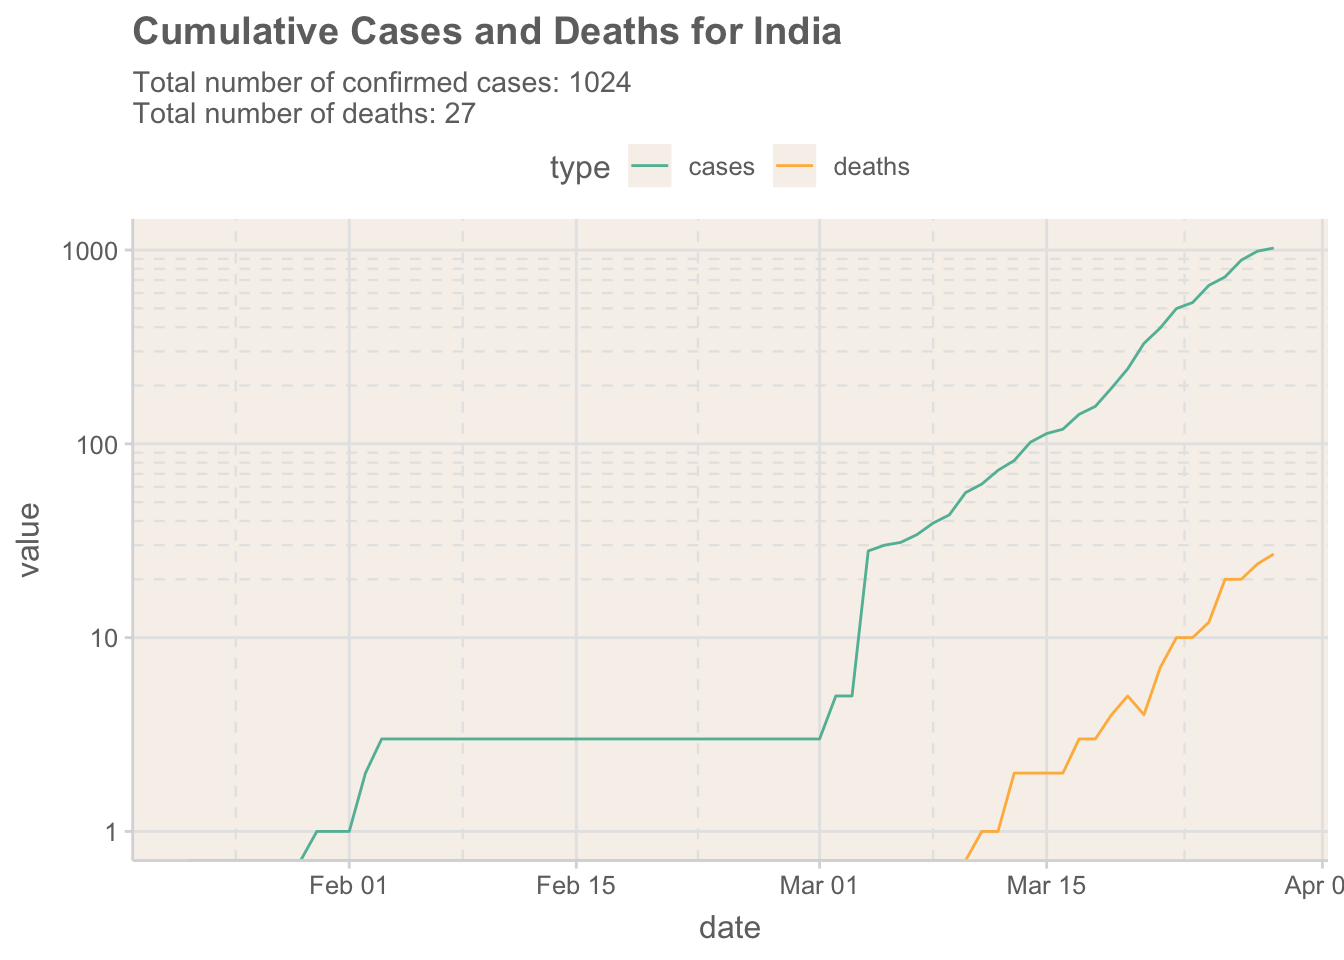 Cumulative Cases and Deaths for India
Total number of confirmed cases: 1024
Total number of deaths: 27
type cases deaths
1000
100
10
1
value
Feb 01 Feb 15 Mar 01 Mar 15 Apr 0
date